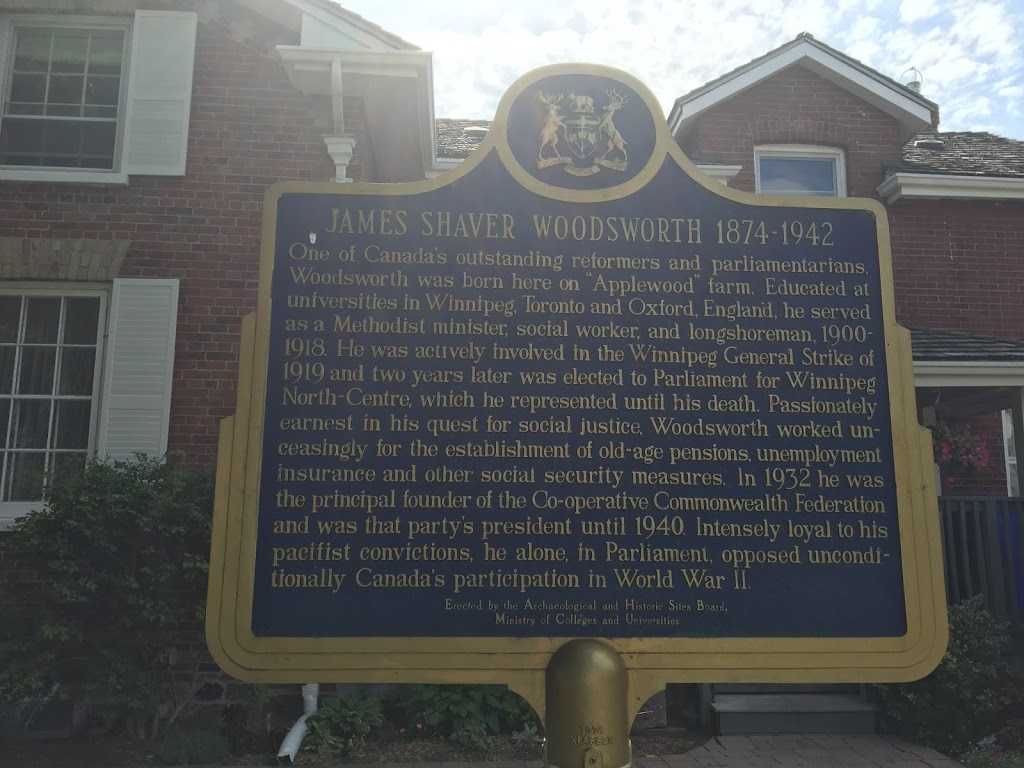 JAMES SHAVER WOODSWORTH 1874-1942
One of Canada's outstanding reformers and parliamentarians,
Woodsworth was born here on "Applewood" farm. Educated at
universities in Winnipeg, Toronto and Oxford, England, he served
as a Methodist minister, social worker, and longshoreman, 1900-
1918. He was actively involved in the Winnipeg General Strike of
1919 and two years later was elected to Parliament for Winnipeg
North-Centre, which he represented until his death. Passionately
earnest in his quest for social justice, Woodsworth worked un-
ceasingly for the establishment of old-age pensions, unemployment
insurance and other social security measures. In 1932 he was
the principal founder of the Co-operative Commonwealth Federation
and was that party's president until 1940. Intensely loyal to his
pacifist convictions, he alone, in Parliament, opposed uncondi-
tionally Canada's participation in World War II.
Erected by the Archaeological and Historic Sites Board,
Ministry of Colleges and Universities